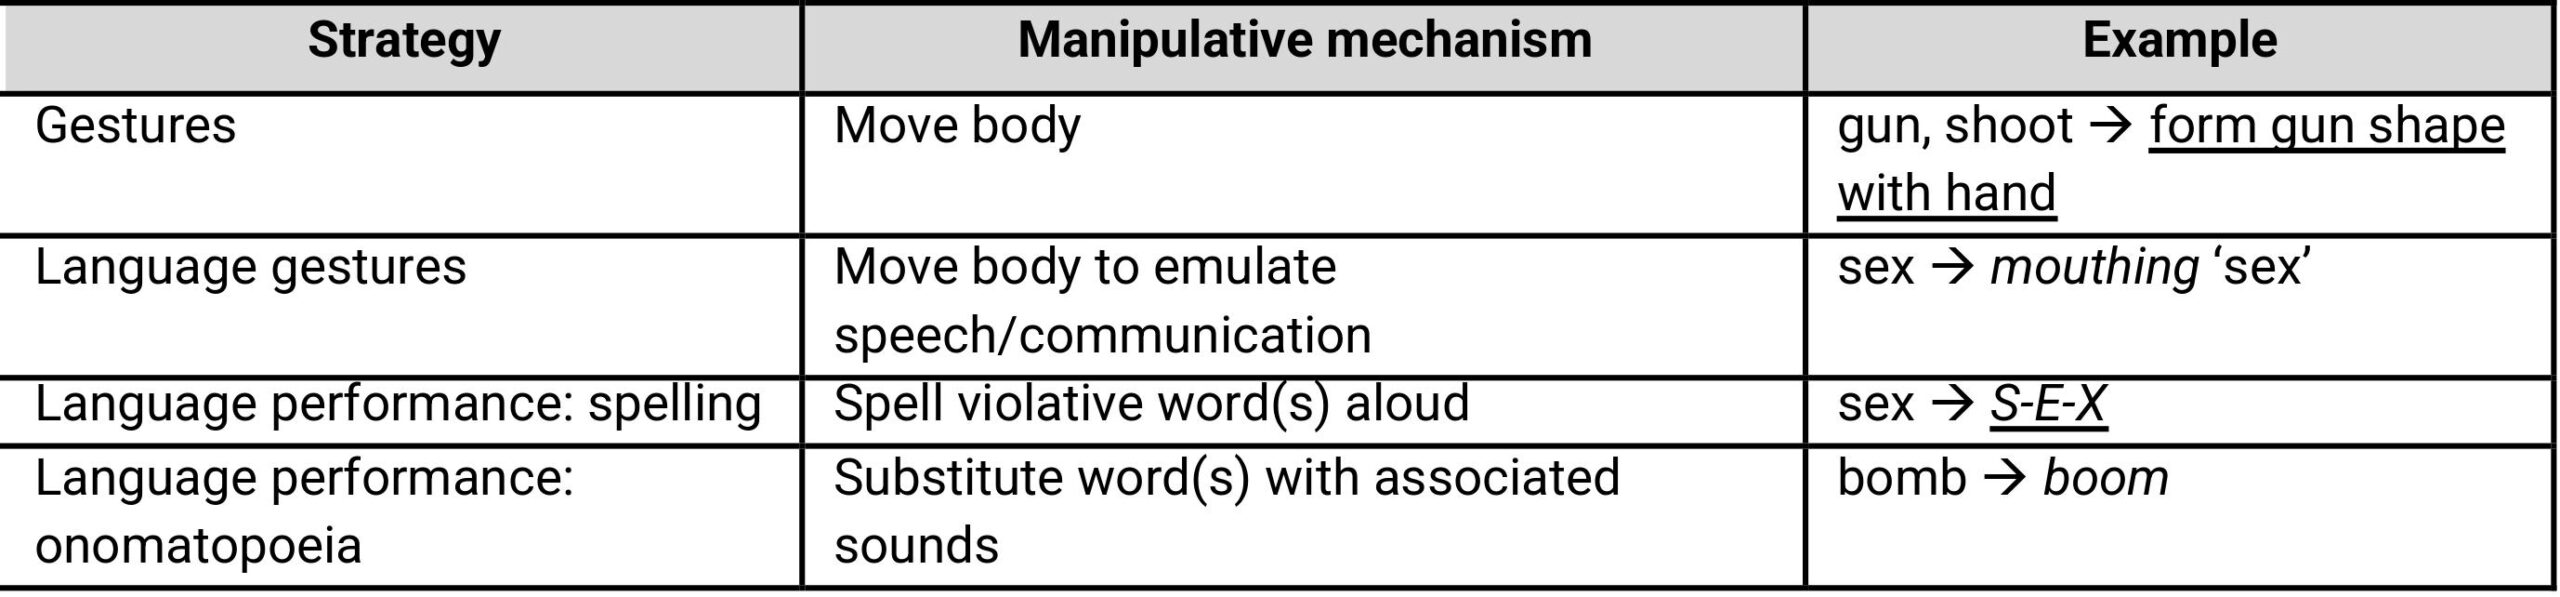 Strategy Manipulative mechanism Example
Gestures Move body gun, shoot → form gun shape
with hand
Language gestures Move body to emulate sex → mouthing ‘sex’
speech/communication
Language performance: spelling Spell violative word(s) aloud sex → S-E-X
Language performance: Substitute word(s) with associated bomb → boom
onomatopoeia sounds